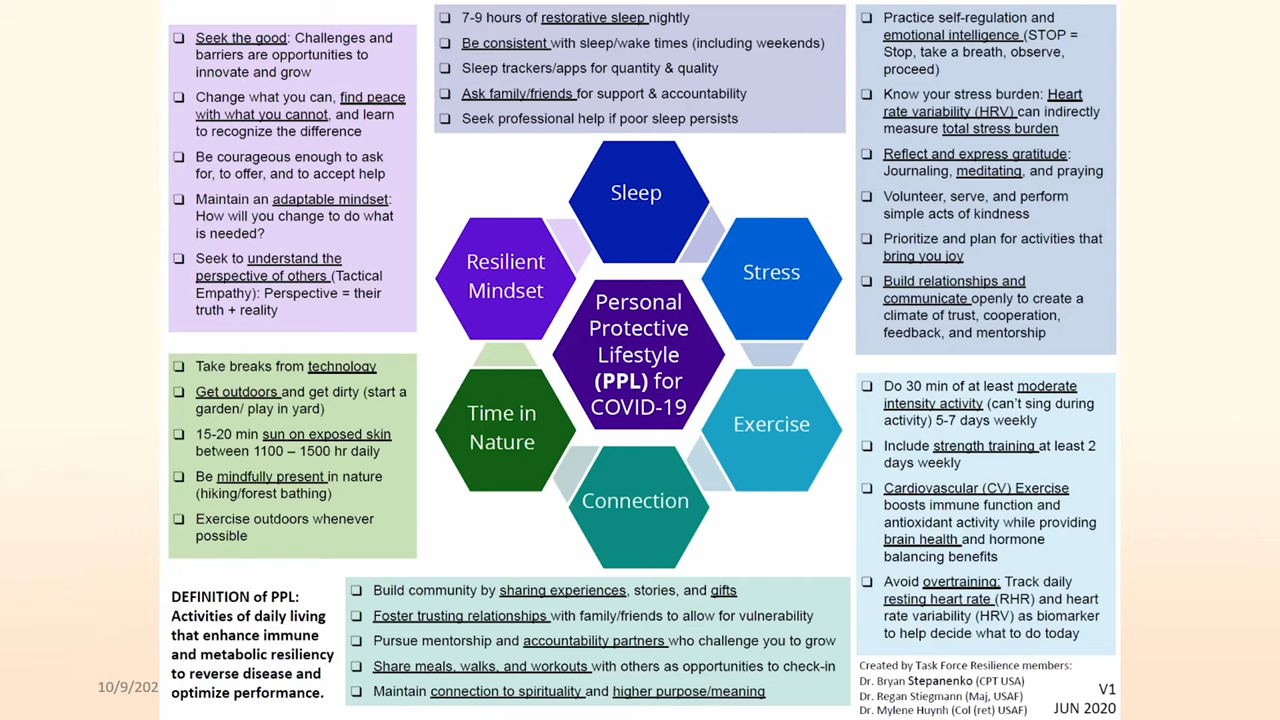 ❑ Seek the good: Challenges and
barriers are opportunities to
innovate and grow
❑ Change what you can, find peace
with what you cannot, and learn
to recognize the difference
❑ Be courageous enough to ask
for, to offer, and to accept help
❑ Maintain an adaptable mindset:
How will you change to do what
is needed?
❑ Seek to understand the
perspective of others (Tactical
Empathy): Perspective = their
truth + reality
❑ 7-9 hours of restorative sleep nightly
❑ Be consistent with sleep/wake times (including weekends)
❑ Sleep trackers/apps for quantity & quality
❑ Ask family/friends for support & accountability
❑ Seek professional help if poor sleep persists
❑ Practice self-regulation and
emotional intelligence (STOP =
Stop, take a breath, observe,
proceed)
❑ Know your stress burden: Heart
rate variability (HRV) can indirectly
measure total stress burden
❑ Reflect and express gratitude:
Journaling, meditating, and praying
❑ Volunteer, serve, and perform
simple acts of kindness
❑ Prioritize and plan for activities that
bring you joy
❑ Build relationships and
communicate openly to create a
climate of trust, cooperation,
feedback, and mentorship
Sleep
Resilient
Mindset
Stress
Personal
Protective
Lifestyle
(PPL) for
COVID-19
Time in
Nature
Exercise
Connection
❑ Take breaks from technology
❑ Get outdoors and get dirty (start a
garden/ play in yard)
❑ 15-20 min sun on exposed skin
between 1100 – 1500 hr daily
❑ Be mindfully present in nature
(hiking/forest bathing)
❑ Exercise outdoors whenever
possible
❑ Do 30 min of at least moderate
intensity activity (can’t sing during
activity) 5-7 days weekly
❑ Include strength training at least 2
days weekly
❑ Cardiovascular (CV) Exercise
boosts immune function and
antioxidant activity while providing
brain health and hormone
balancing benefits
❑ Avoid overtraining: Track daily
resting heart rate (RHR) and heart
rate variability (HRV) as biomarker
to help decide what to do today
DEFINITION of PPL:
Activities of daily living
that enhance immune
and metabolic resiliency
to reverse disease and
optimize performance.
10/9/202
❑ Build community by sharing experiences, stories, and gifts
❑ Foster trusting relationships with family/friends to allow for vulnerability
❑ Pursue mentorship and accountability partners who challenge you to grow
❑ Share meals, walks, and workouts with others as opportunities to check-in
❑ Maintain connection to spirituality and higher purpose/meaning
Created by Task Force Resilience members:
Dr. Bryan Stepanenko (CPT USA)
Dr. Regan Stiegmann (Maj, USAF)
Dr. Mylene Huynh (Col (ret) USAF)
V1
JUN 2020